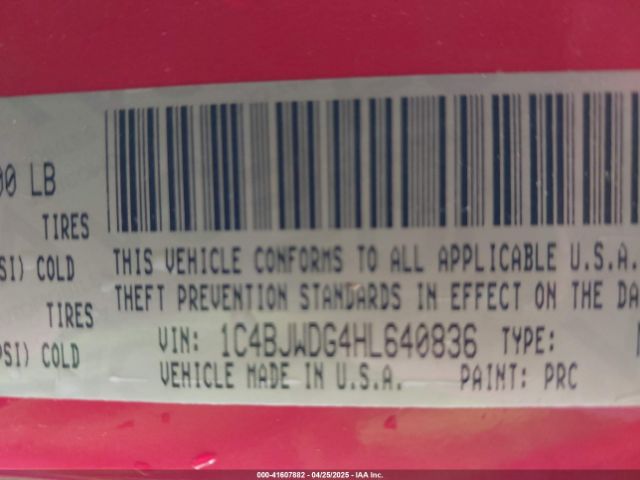 00 LB
TIRES
SI) COLD
TIRES
PSI) COLD
THIS VEHICLE CONFORMS TO ALL APPLICABLE U.S.A.
THEFT PREVENTION STANDARDS IN EFFECT ON THE DA
VIN: 1C4BJWDG4HL640836 TYPE:
VEHICLE MADE IN U.S.A. PAINT: PRC
000-41607882 - 04/25/2025 - IAA Inc.